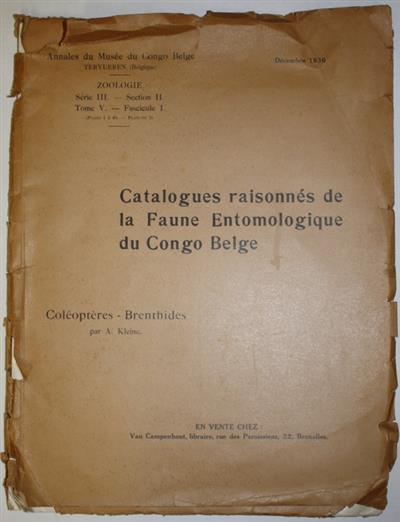 Annales du Musée du Congo Belge
TERVUEREN (Belgique)
Décembre 1936
ZOOLOGIE
Série III. — Section II.
Tome V. — Fascicule I.
Catalogues raisonnés de
la Faune Entomologique
du Congo Belge
Coléoptères - Brenthides
par A. Kleine.
EN VENTE CHEZ :
Van Campenhout, libraire, rue des Paroissiens, 22, Bruxelles.